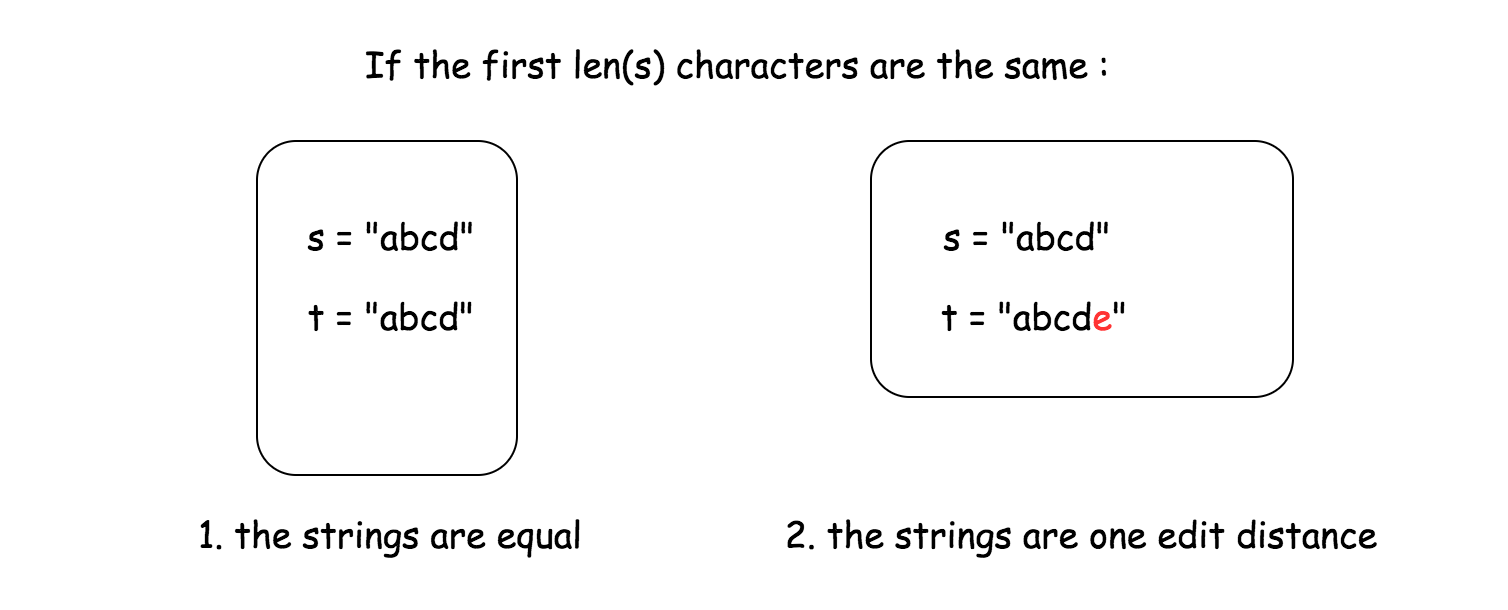 If the first len(s) characters are the same :
s = "abcd"
t = "abcd"
1. the strings are equal
s = "abcd"
t = "abcde"
2. the strings are one edit distance